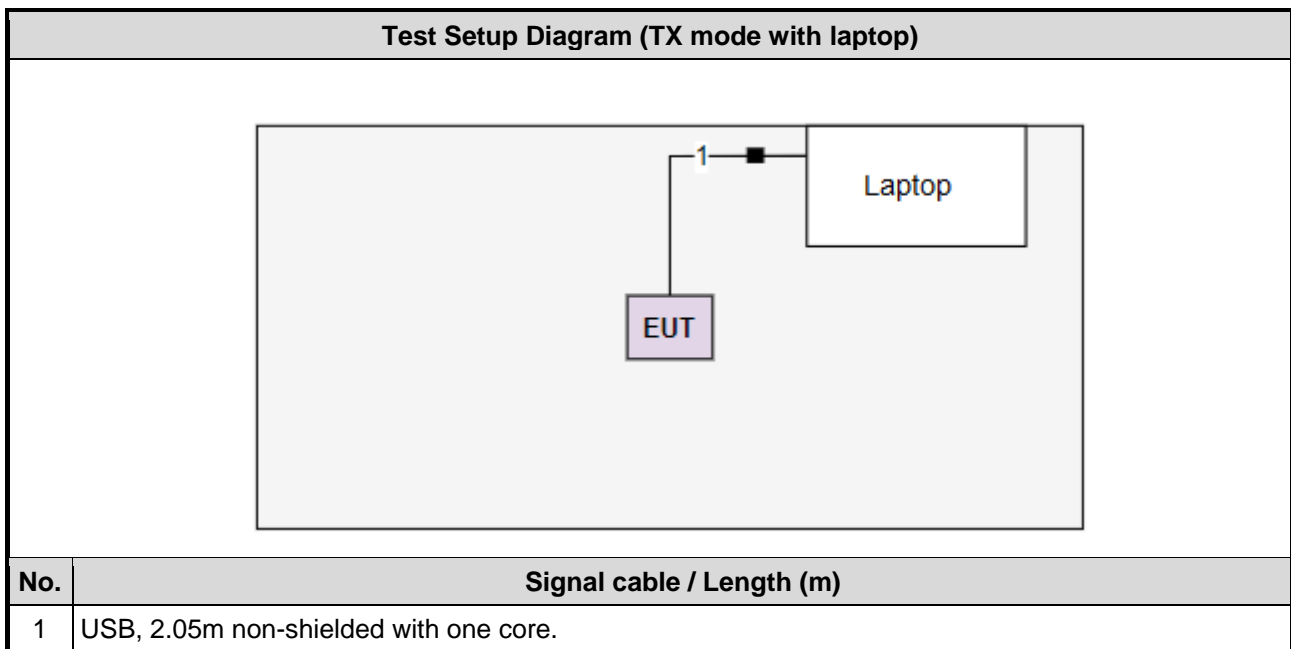 Test Setup Diagram (TX mode with laptop)
1
Laptop
EUT
No. Signal cable / Length (m)
1 USB, 2.05m non-shielded with one core.